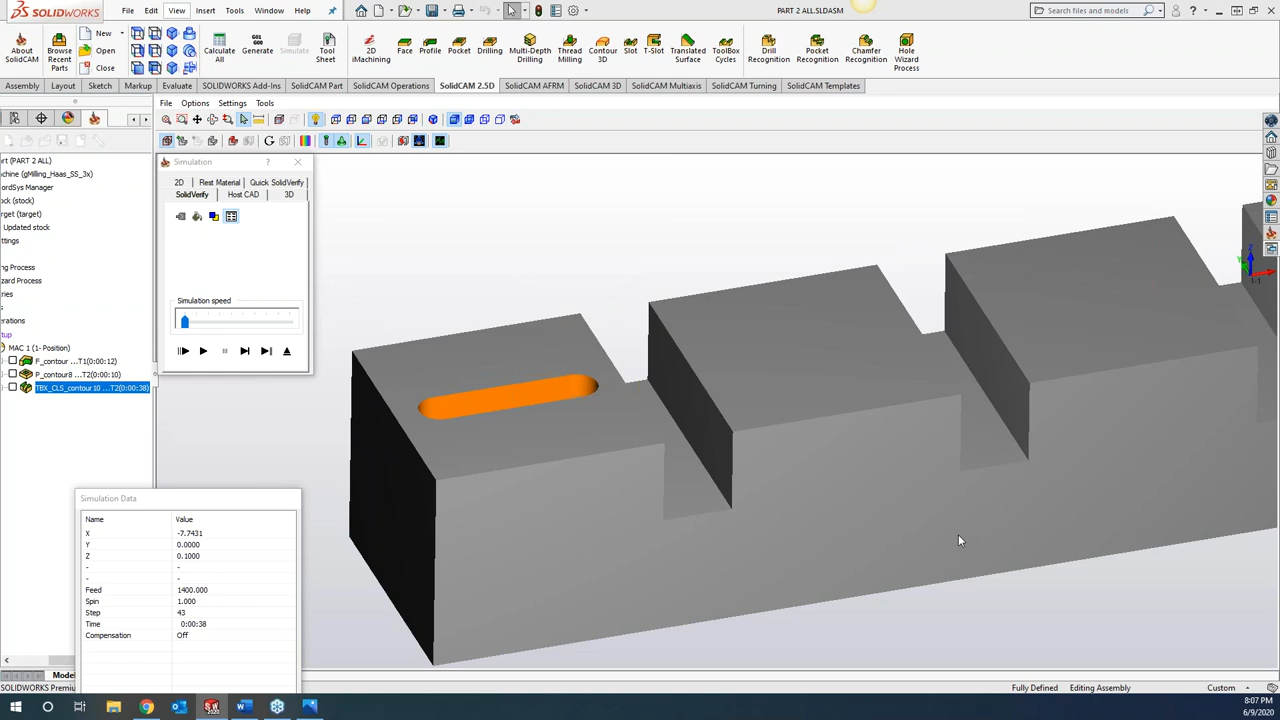 SOLIDWORKS File Edit View Insert Tools Window Help PART 2 ALL.SLDASM Search files and models
About SolidCAM Browse Recent Parts New Open Close Calculate All Generate Simulate Tool Sheet 2D iMachining Face Profile Pocket Drilling Multi-Depth Drilling Thread Milling Contour 3D Slot T-Slot Translated Surface ToolBox Cycles Drill Recognition Pocket Recognition Chamfer Recognition Hole Wizard Process
G01 G00
Assembly Layout Sketch Markup Evaluate SOLIDWORKS Add-Ins SolidCAM Part SolidCAM Operations SolidCAM 2.5D SolidCAM AFRM SolidCAM 3D SolidCAM Multiaxis SolidCAM Turning SolidCAM Templates
File Options Settings Tools
art (PART 2 ALL)
achine (gMilling_Haas_SS_3x)
ordSys Manager
ock (stock)
arget (target)
Updated stock
ttings
ing Process
izard Process
ries
erations
etup
MAC 1 (1- Position)
F_contour ...T1(0:00:12)
P_contour8 ...T2(0:00:10)
TBX_CLS_contour10 ...T2(0:00:38)
Simulation ?
2D Rest Material Quick SolidVerify
SolidVerify Host CAD 3D
Simulation speed
Simulation Data
Name Value
X -7.7431
Y 0.0000
Z 0.1000
- -
- -
Feed 1400.000
Spin 1.000
Step 43
Time 0:00:38
Compensation Off
Z
Model
SOLIDWORKS Premiu
Fully Defined Editing Assembly Custom
8:07 PM
6/9/2020